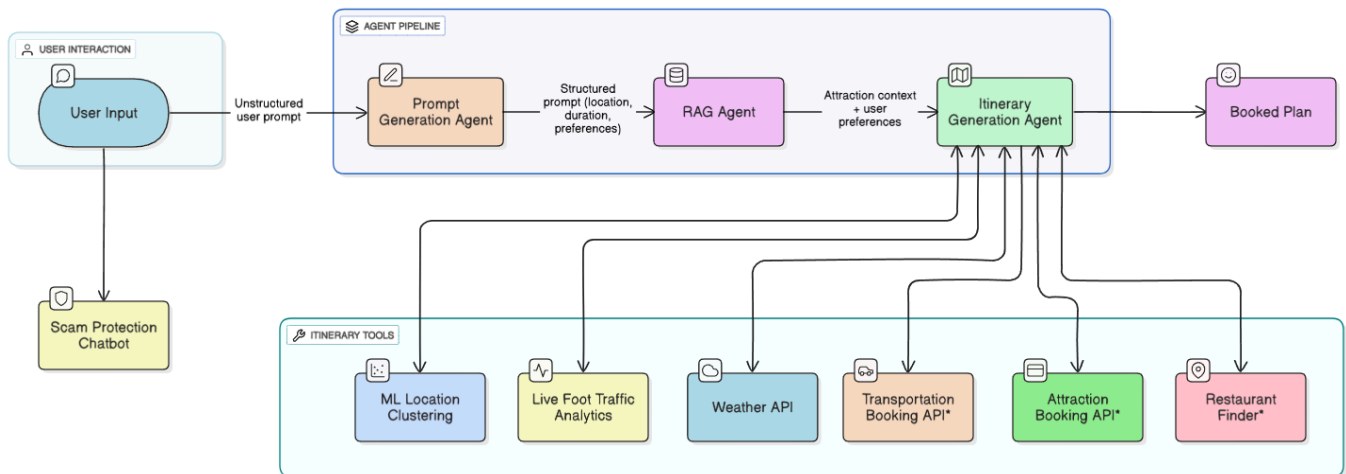 AGENT PIPELINE
USER INTERACTION
User Input
Unstructured
user prompt
Prompt
Generation Agent
Structured
prompt (location,
duration,
preferences)
RAG Agent
Attraction context
+ user
preferences
Itinerary
Generation Agent
Booked Plan
Scam Protection
Chatbot
ITINERARY TOOLS
ML Location
Clustering
Live Foot Traffic
Analytics
Weather API
Transportation
Booking API*
Attraction
Booking API*
Restaurant
Finder*